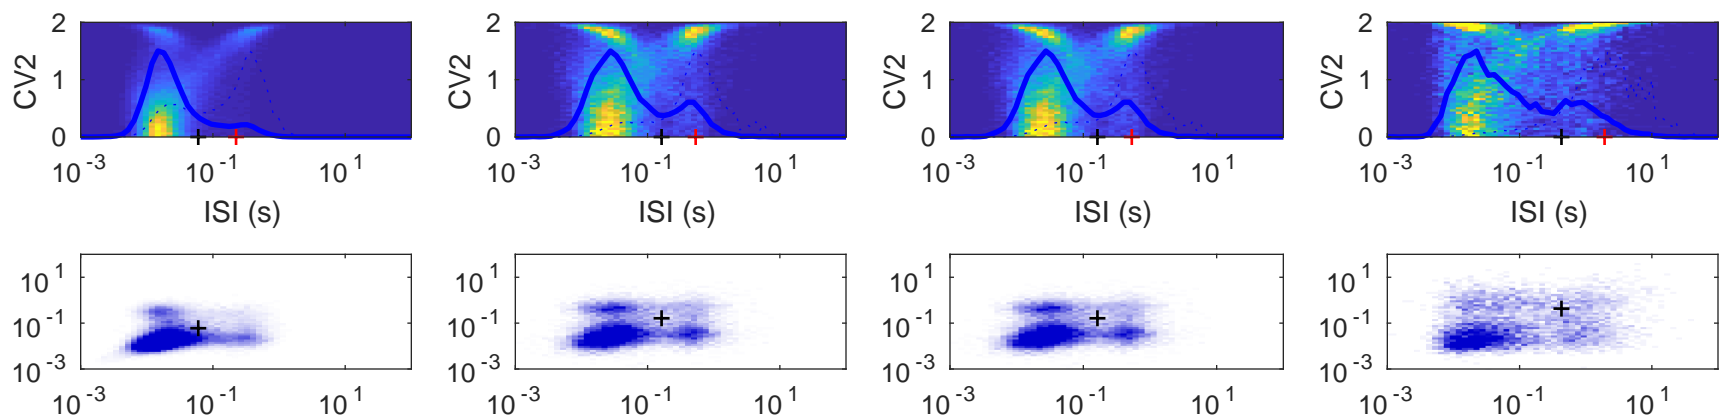 2 2 2 2
CV2 CV2 CV2 CV2
1 1 1 1
0 0 0 0
10^-3 10^-1 10^1 10^-3 10^-1 10^1 10^-3 10^-1 10^1 10^-3 10^-1 10^1
ISI (s) ISI (s) ISI (s) ISI (s)
10^1 10^1 10^1 10^1
10^-1 10^-1 10^-1 10^-1
10^-3 10^-3 10^-3 10^-3
10^-3 10^-1 10^1 10^-3 10^-1 10^1 10^-3 10^-1 10^1 10^-3 10^-1 10^1